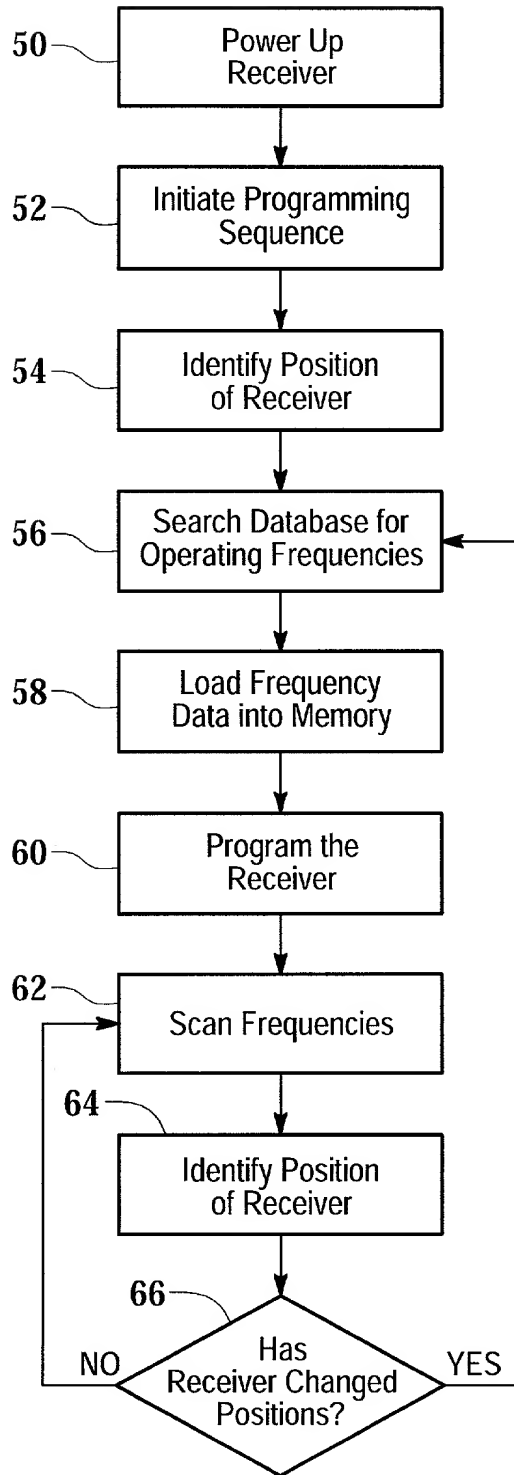 50
Power Up
Receiver
52
Initiate Programming
Sequence
54
Identify Position
of Receiver
56
Search Database for
Operating Frequencies
58
Load Frequency
Data into Memory
60
Program the
Receiver
62
Scan Frequencies
64
Identify Position
of Receiver
66
Has
Receiver Changed
Positions?
NO
YES